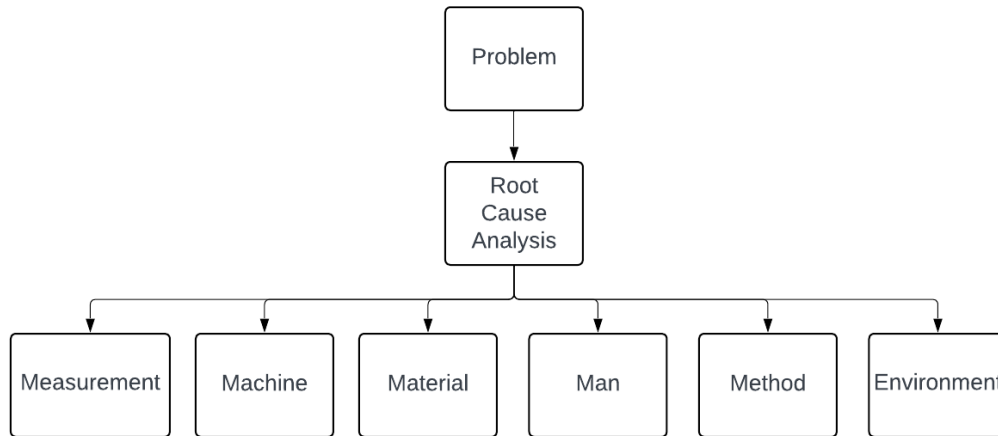 Problem
Root
Cause
Analysis
Measurement
Machine
Material
Man
Method
Environment